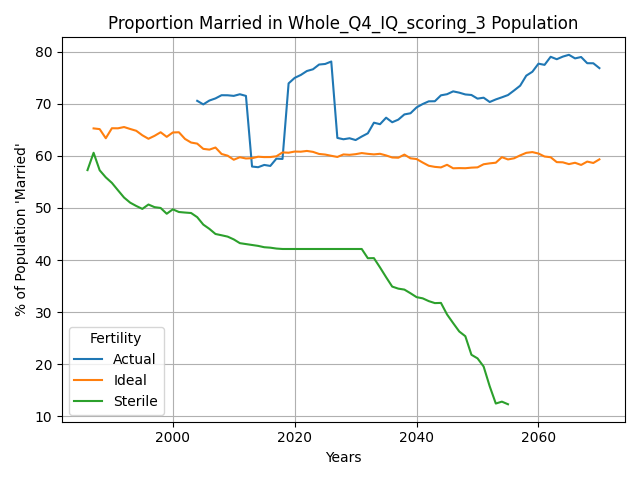 Proportion Married in Whole_Q4_IQ_scoring_3 Population
% of Population 'Married'
80
70
60
50
40
30
20
10
Fertility
Actual
Ideal
Sterile
2000 2020 2040 2060
Years